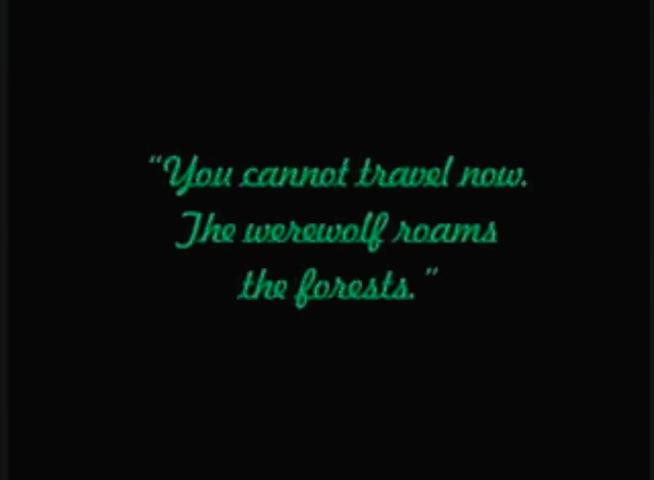 “You cannot travel now.
The werewolf roams
the forests.”